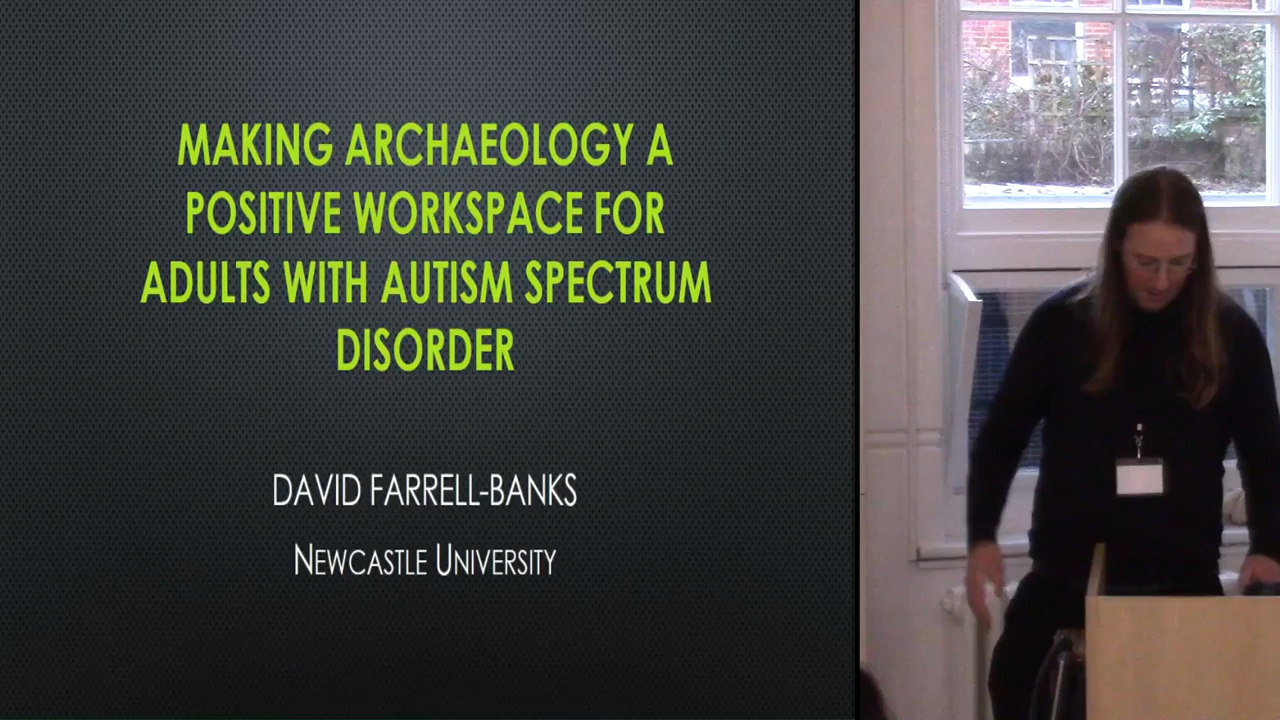 MAKING ARCHAEOLOGY A
POSITIVE WORKSPACE FOR
ADULTS WITH AUTISM SPECTRUM
DISORDER
DAVID FARRELL-BANKS
NEWCASTLE UNIVERSITY